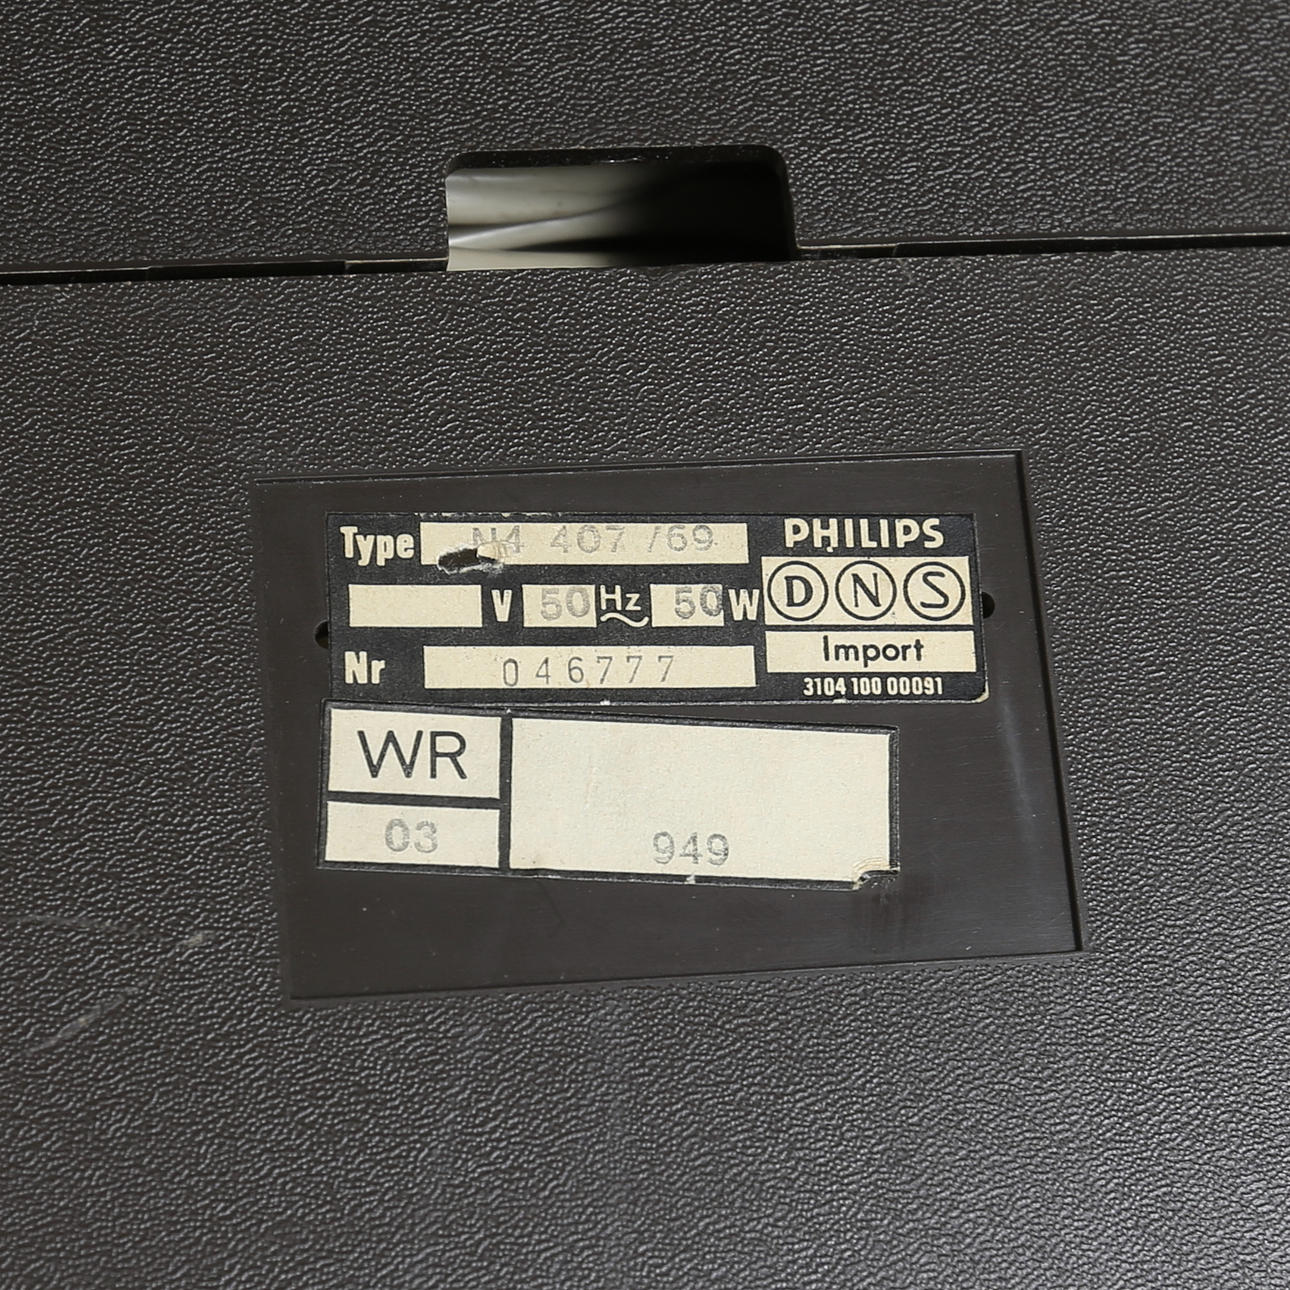 Type N4 407 /69
PHILIPS
V 50 Hz 50 W
D N S
Import
Nr 046777
3104 100 00091
WR
03
949